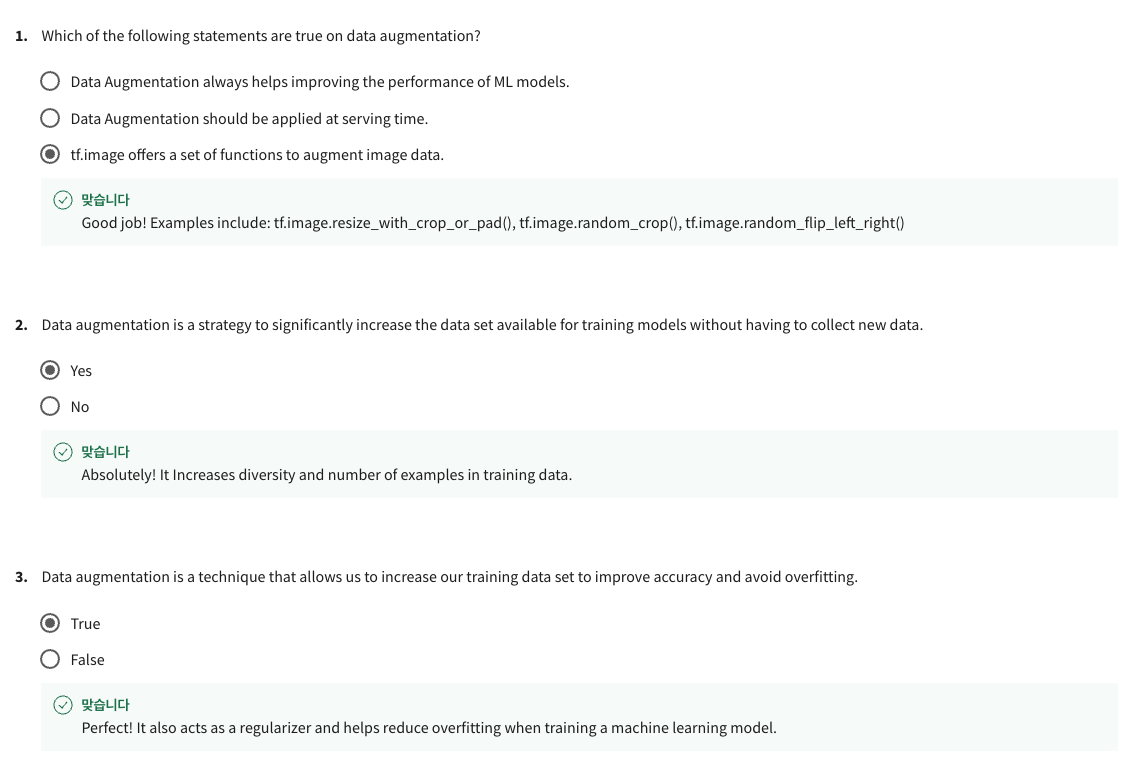 1. Which of the following statements are true on data augmentation?
Data Augmentation always helps improving the performance of ML models.
Data Augmentation should be applied at serving time.
tf.image offers a set of functions to augment image data.
맞습니다
Good job! Examples include: tf.image.resize_with_crop_or_pad(), tf.image.random_crop(), tf.image.random_flip_left_right()
2. Data augmentation is a strategy to significantly increase the data set available for training models without having to collect new data.
Yes
No
맞습니다
Absolutely! It Increases diversity and number of examples in training data.
3. Data augmentation is a technique that allows us to increase our training data set to improve accuracy and avoid overfitting.
True
False
맞습니다
Perfect! It also acts as a regularizer and helps reduce overfitting when training a machine learning model.